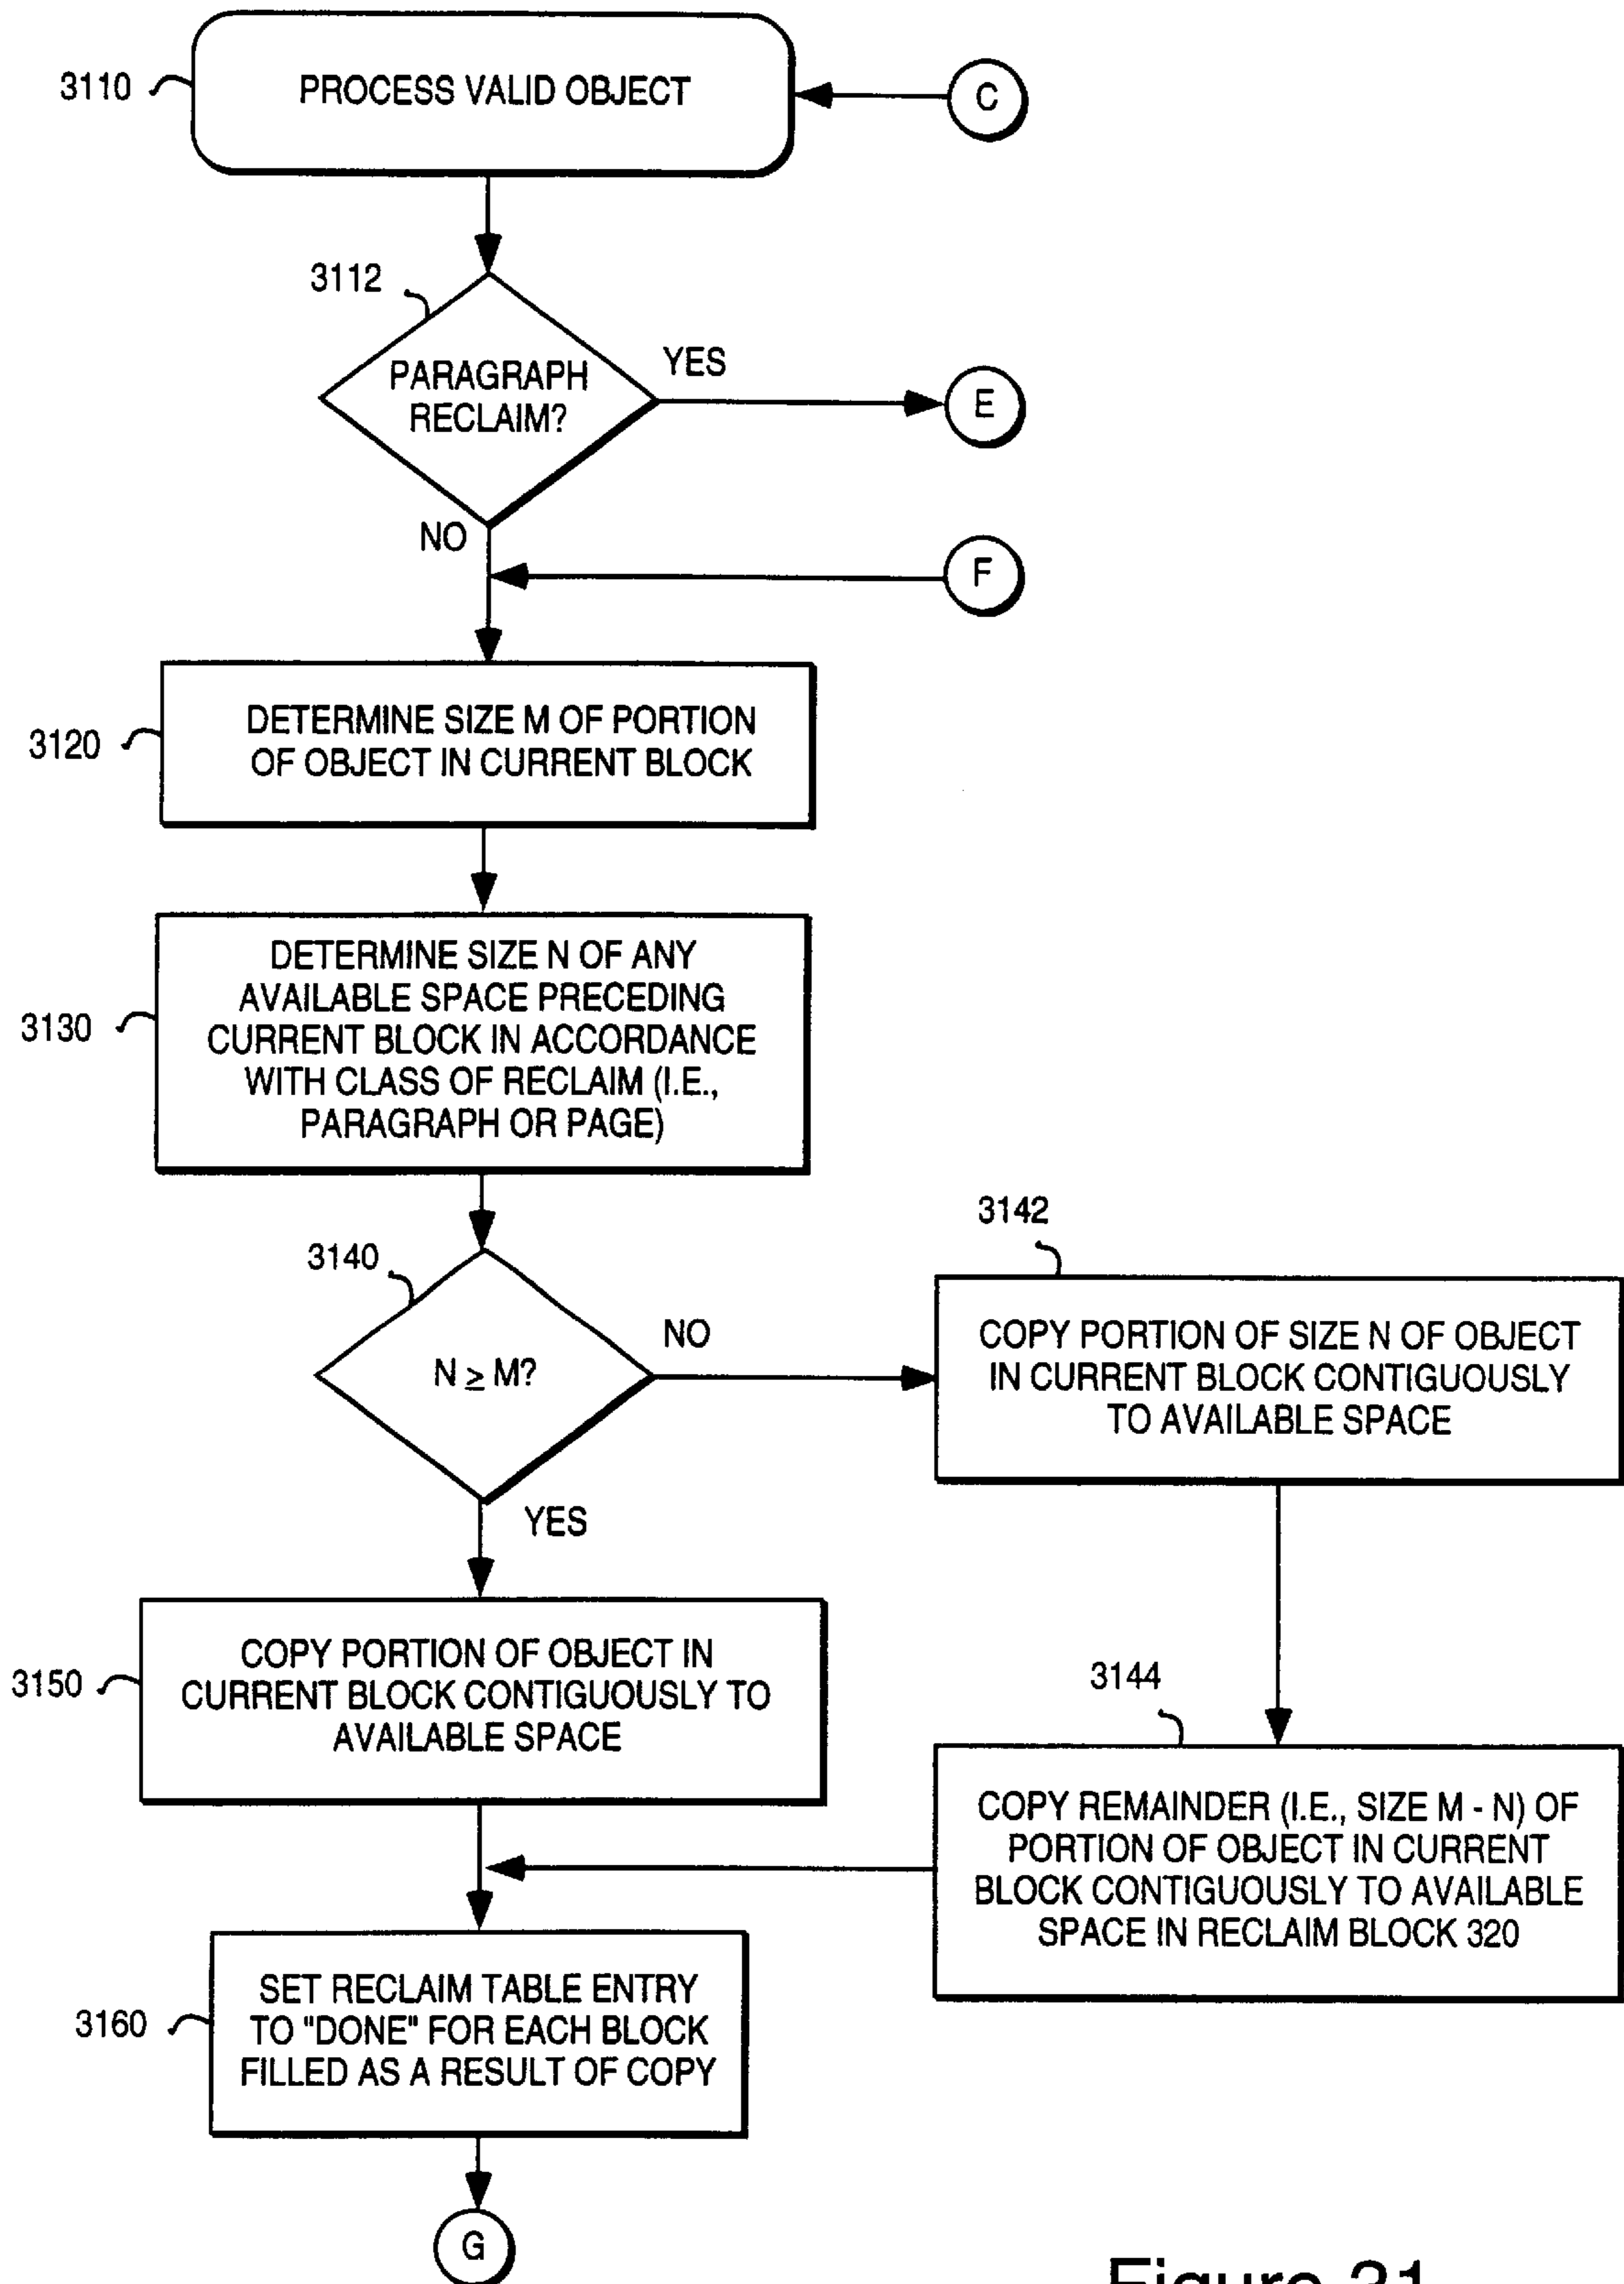 3110
PROCESS VALID OBJECT
C
3112
PARAGRAPH
RECLAIM?
YES
E
NO
F
3120
DETERMINE SIZE M OF PORTION
OF OBJECT IN CURRENT BLOCK
3130
DETERMINE SIZE N OF ANY
AVAILABLE SPACE PRECEDING
CURRENT BLOCK IN ACCORDANCE
WITH CLASS OF RECLAIM (I.E.,
PARAGRAPH OR PAGE)
3140
N ≥ M?
NO
3142
COPY PORTION OF SIZE N OF OBJECT
IN CURRENT BLOCK CONTIGUOUSLY
TO AVAILABLE SPACE
YES
3150
COPY PORTION OF OBJECT IN
CURRENT BLOCK CONTIGUOUSLY TO
AVAILABLE SPACE
3144
COPY REMAINDER (I.E., SIZE M - N) OF
PORTION OF OBJECT IN CURRENT
BLOCK CONTIGUOUSLY TO AVAILABLE
SPACE IN RECLAIM BLOCK 320
3160
SET RECLAIM TABLE ENTRY
TO "DONE" FOR EACH BLOCK
FILLED AS A RESULT OF COPY
G
Figure 31